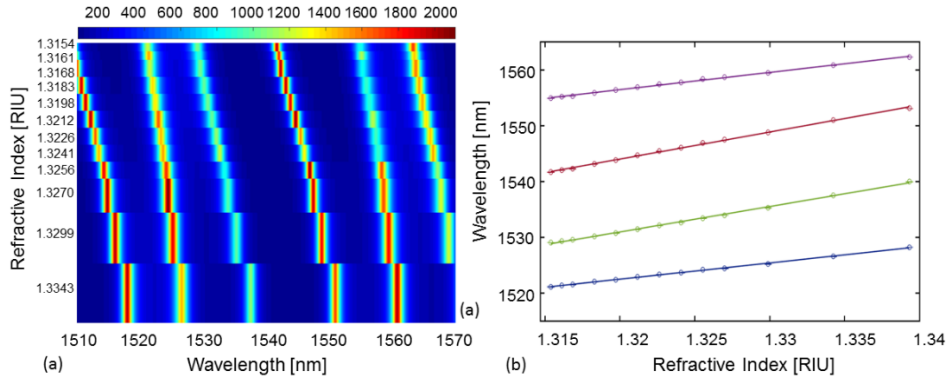 200 400 600 800 1000 1200 1400 1600 1800 2000
Refractive Index [RIU]
1.3154
1.3161
1.3168
1.3183
1.3198
1.3212
1.3226
1.3241
1.3256
1.3270
1.3299
1.3343
(a)
1510 1520 1530 1540 1550 1560 1570
(a) Wavelength [nm]
Wavelength [nm]
1560
1550
1540
1530
1520
1.315 1.32 1.325 1.33 1.335 1.34
(b) Refractive Index [RIU]